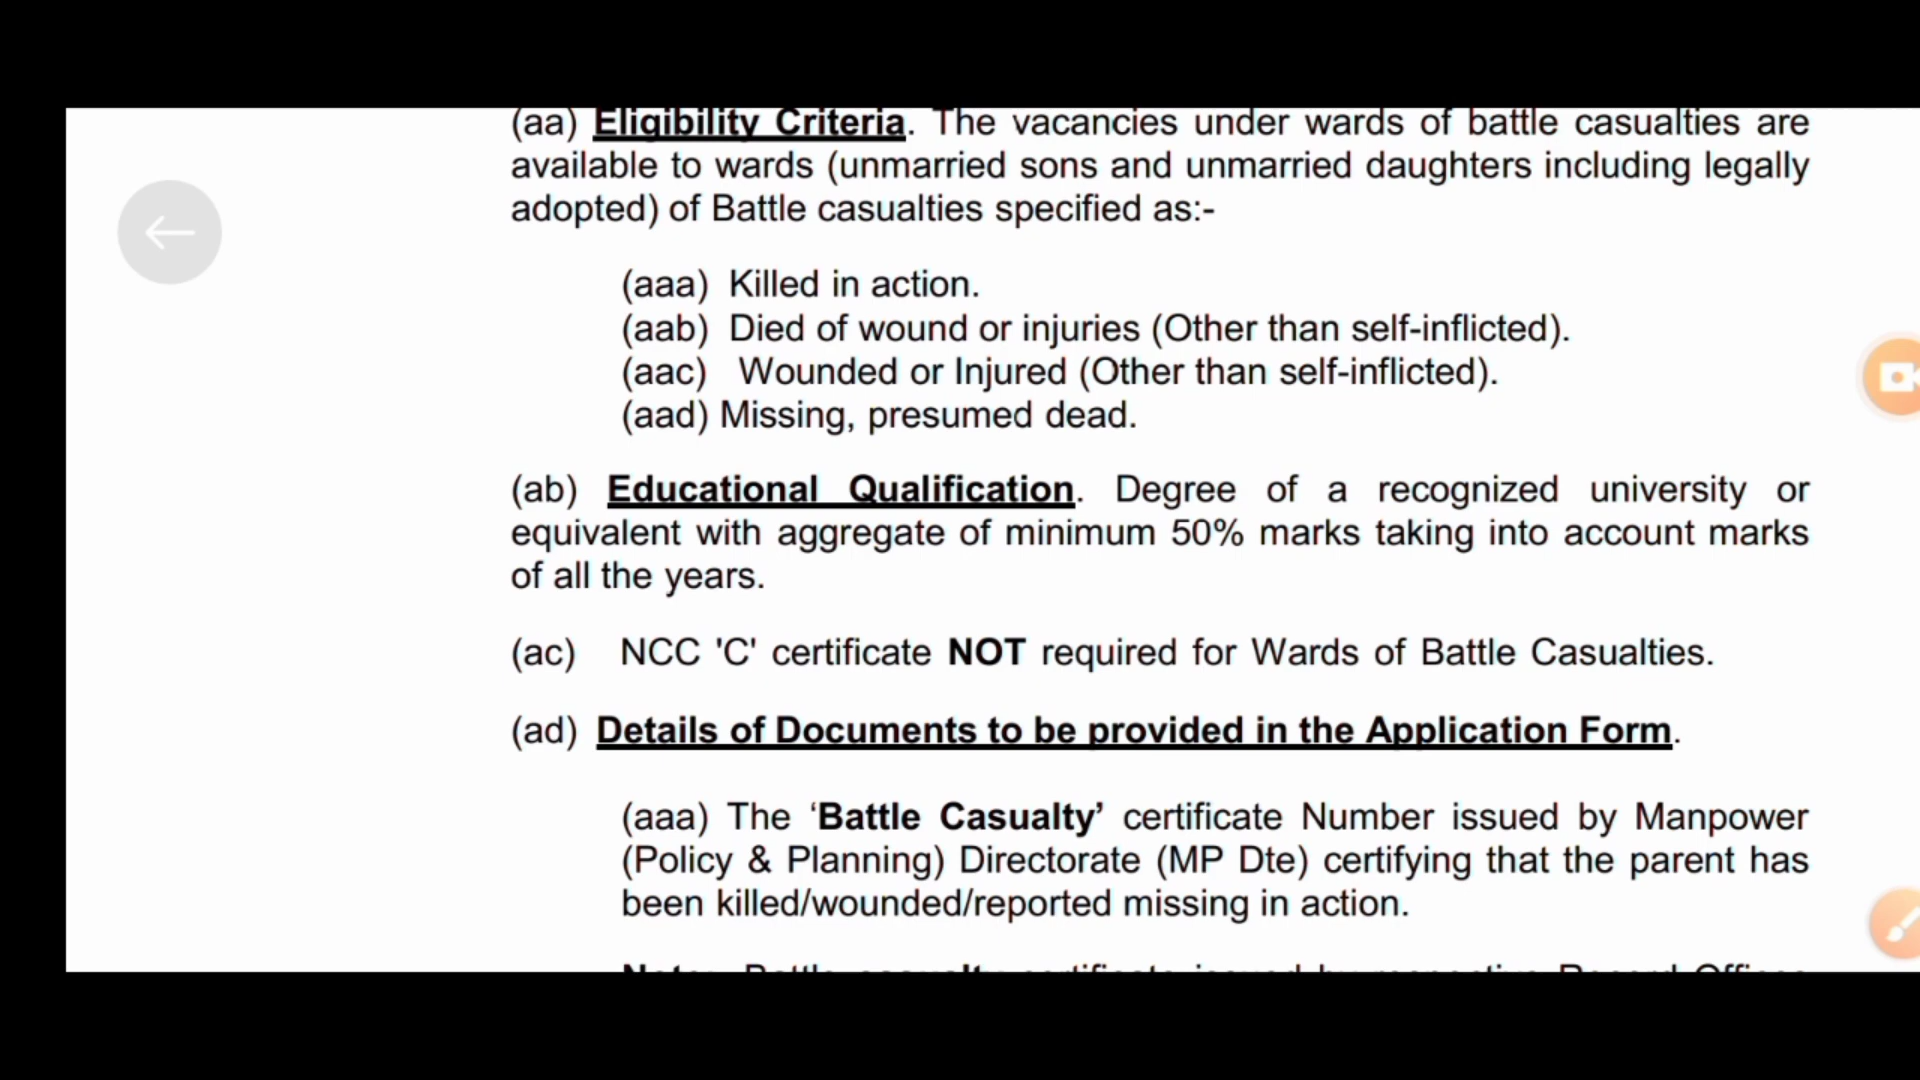 (aa) Eligibility Criteria. The vacancies under wards of battle casualties are
available to wards (unmarried sons and unmarried daughters including legally
adopted) of Battle casualties specified as:-
(aaa) Killed in action.
(aab) Died of wound or injuries (Other than self-inflicted).
(aac) Wounded or Injured (Other than self-inflicted).
(aad) Missing, presumed dead.
(ab) Educational Qualification. Degree of a recognized university or
equivalent with aggregate of minimum 50% marks taking into account marks
of all the years.
(ac) NCC 'C' certificate NOT required for Wards of Battle Casualties.
(ad) Details of Documents to be provided in the Application Form.
(aaa) The ‘Battle Casualty’ certificate Number issued by Manpower
(Policy & Planning) Directorate (MP Dte) certifying that the parent has
been killed/wounded/reported missing in action.